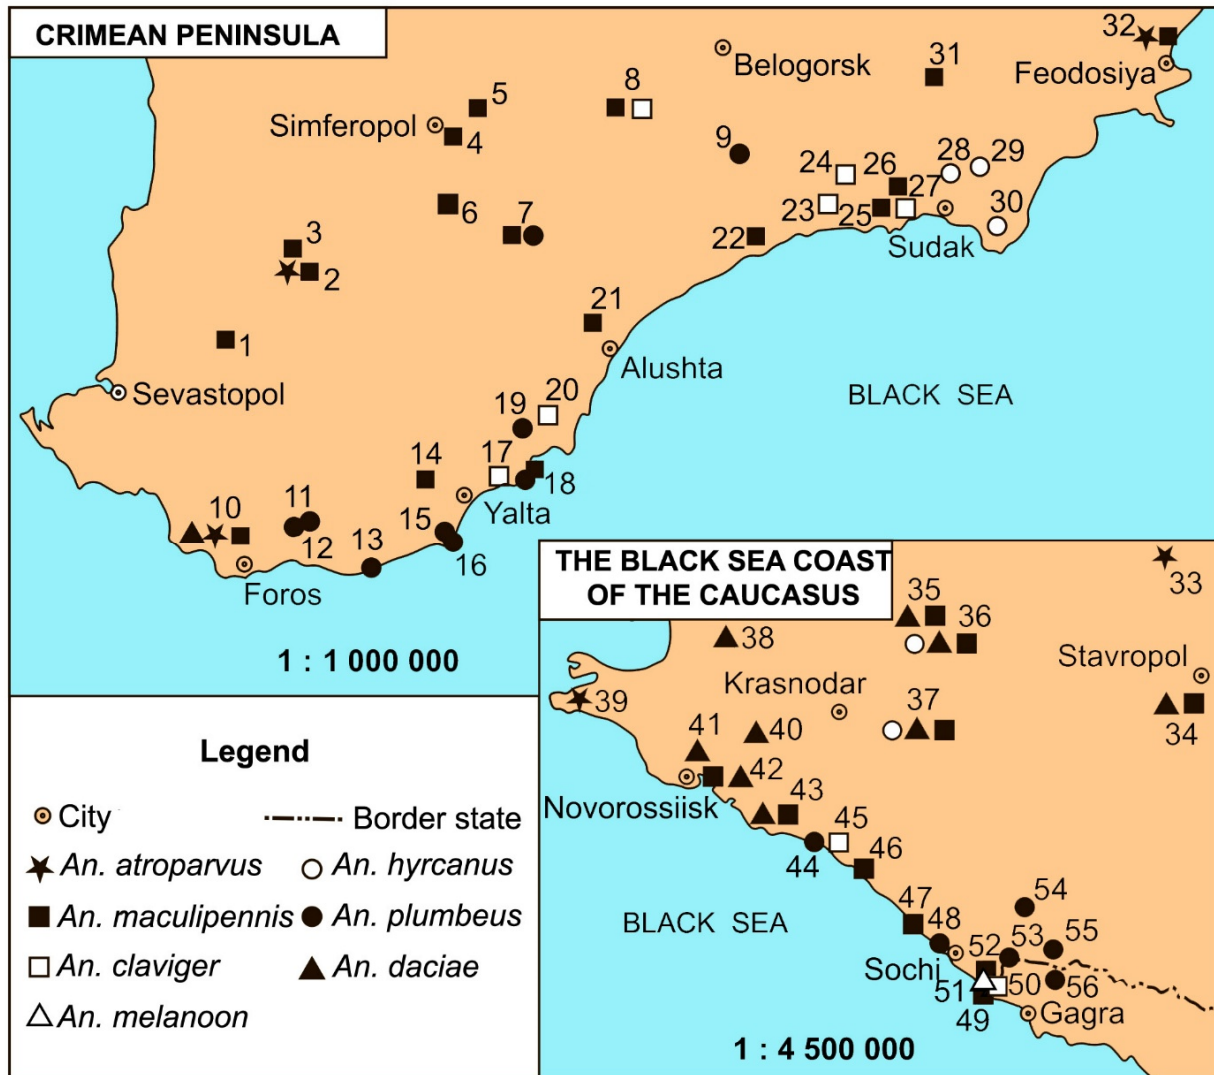 CRIMEAN PENINSULA
32
Belogorsk
31
Feodosiya
5
8
Simferopol
4
9
24
26
28
29
27
6
7
23
25
30
3
22
Sudak
2
21
1
Alushta
Sevastopol
20
BLACK SEA
19
14
17
18
10
11
15
Yalta
12
13
16
Foros
THE BLACK SEA COAST
OF THE CAUCASUS
33
35
36
1 : 1 000 000
38
Stavropol
Krasnodar
39
37
34
41
40
42
Novorossiisk
43
45
44
46
47
54
BLACK SEA
48
52
53
55
Sochi
51
50
56
49
Gagra
1 : 4 500 000
Legend
City
Border state
An. atroparvus
An. hyrcanus
An. maculipennis
An. plumbeus
An. claviger
An. daciae
An. melanoon